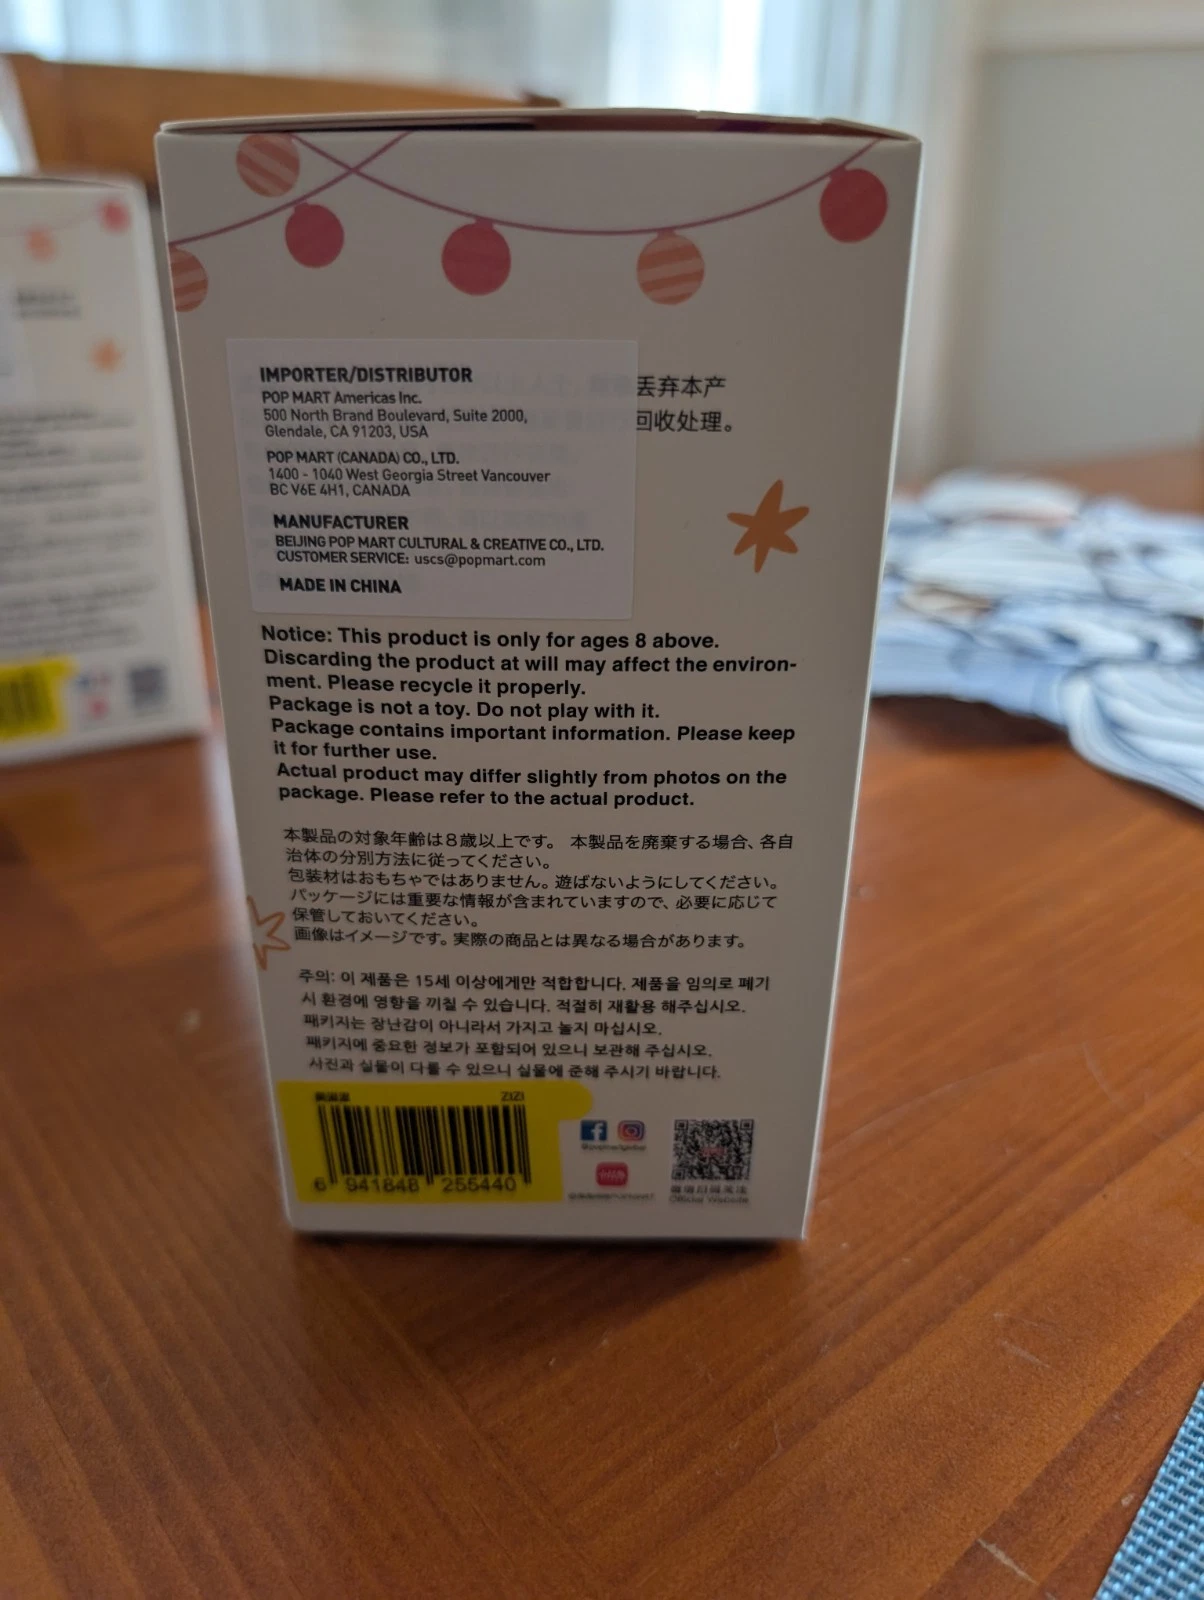 IMPORTER/DISTRIBUTOR
POP MART Americas Inc.
500 North Brand Boulevard, Suite 2000,
Glendale, CA 91203, USA
POP MART (CANADA) CO., LTD.
1400 - 1040 West Georgia Street Vancouver
BC V6E 4H1, CANADA
MANUFACTURER
BEIJING POP MART CULTURAL & CREATIVE CO., LTD.
CUSTOMER SERVICE: uscs@popmart.com
MADE IN CHINA
丢弃本产
回收处理。
Notice: This product is only for ages 8 above.
Discarding the product at will may affect the environ-
ment. Please recycle it properly.
Package is not a toy. Do not play with it.
Package contains important information. Please keep
it for further use.
Actual product may differ slightly from photos on the
package. Please refer to the actual product.
本製品の対象年齢は8歳以上です。 本製品を廃棄する場合、各自
治体の分別方法に従ってください。
包装材はおもちゃではありません。遊ばないようにしてください。
パッケージには重要な情報が含まれていますので、必要に応じて
保管しておいてください。
画像はイメージです。実際の商品とは異なる場合があります。
주의: 이 제품은 15세 이상에게만 적합합니다. 제품을 임의로 폐기
시 환경에 영향을 끼칠 수 있습니다. 적절히 재활용 해주십시오.
패키지는 장난감이 아니라서 가지고 놀지 마십시오.
패키지에 중요한 정보가 포함되어 있으니 보관해 주십시오.
사진과 실물이 다를 수 있으니 실물에 준해 주시기 바랍니다.
ZIZI
6 941848 255440
@popmartglobal
Official Website